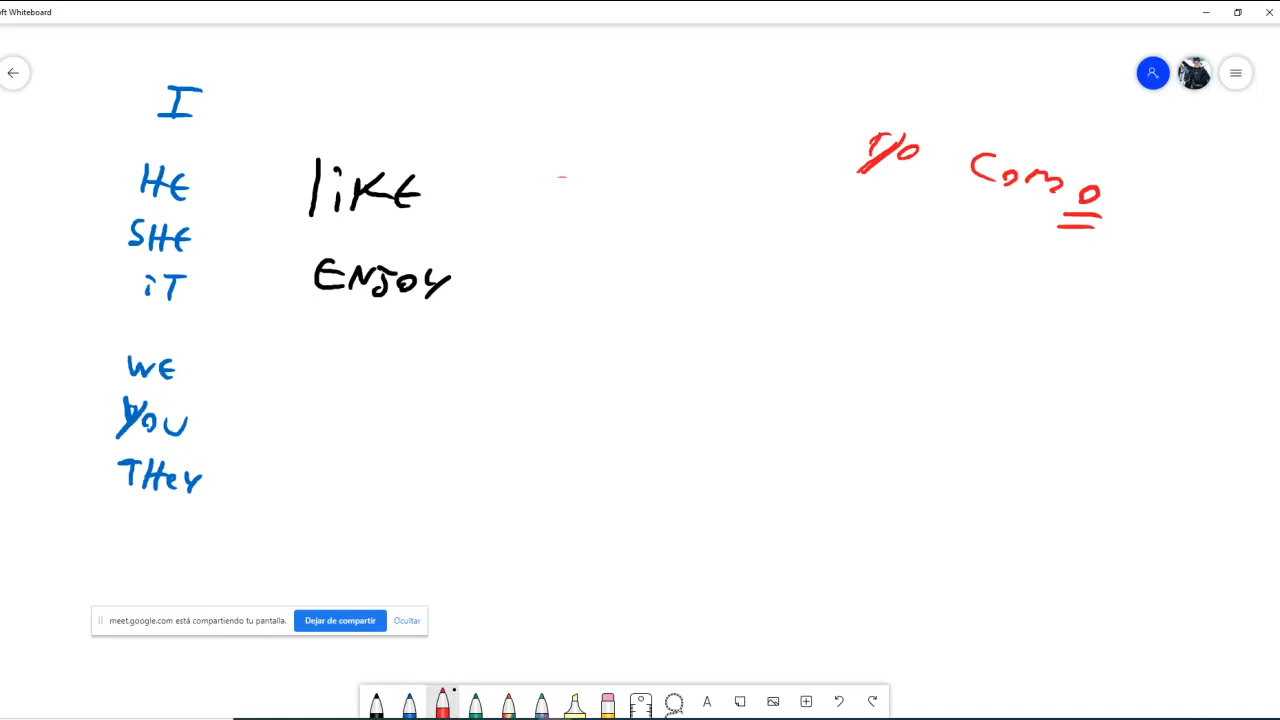 ft Whiteboard
I
HE
SHE
iT
WE
YOU
THEY
LiKE
ENJOY
Como
meet.google.com está compartiendo tu pantalla.
Dejar de compartir
Ocultar
A